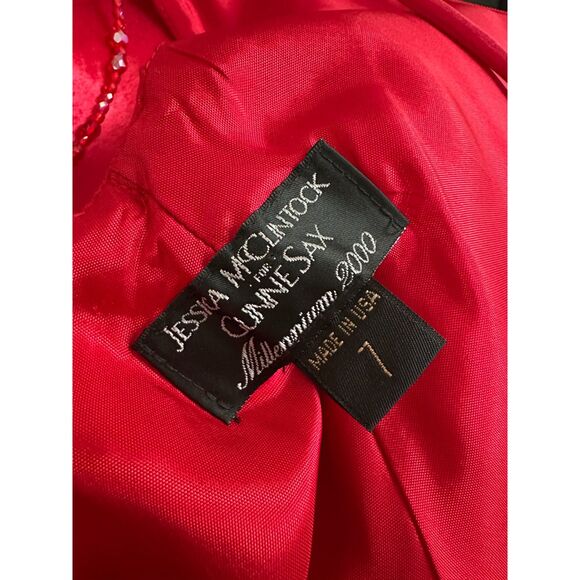 JESSICA MCCLINTOCK
FOR
GUNNE SAX
Millennium 2000
MADE IN USA
7